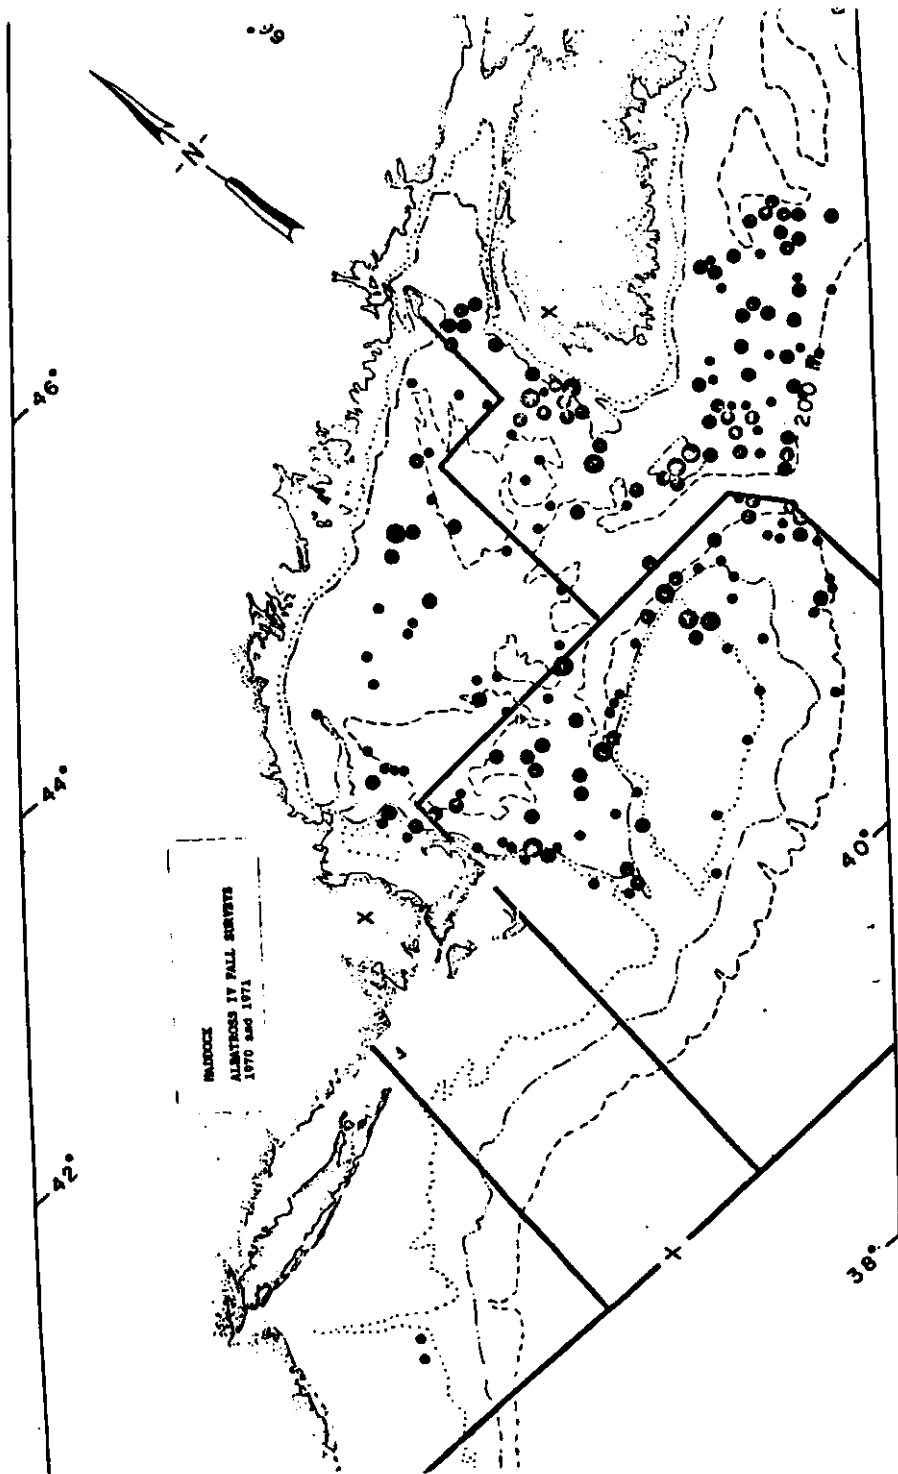 HADDOCK
ALBATROSS IV FALL SURVEYS
1970 and 1971
-N-
46°
44°
42°
40°
38°
200 M
X
X
X